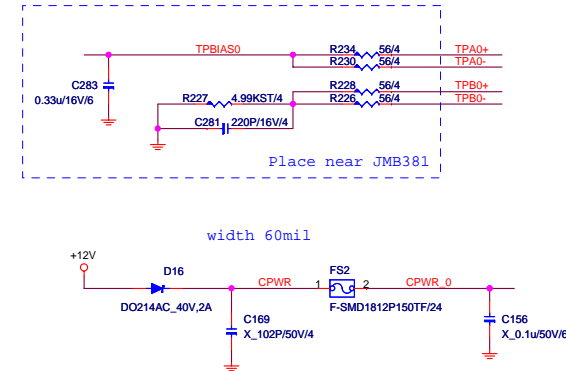 TPBIAS0 R234 56/4 TPA0+
R230 56/4 TPA0-
C283
0.33u/16V/6
R228 56/4 TPB0+
R227 4.99KST/4 R226 56/4 TPB0-
C281 220P/16V/4
Place near JMB381
width 60mil
+12V
D16 FS2
CPWR 1 2 CPWR_0
DO214AC_40V,2A F-SMD1812P150TF/24
C169 C156
X_102P/50V/4 X_0.1u/50V/6